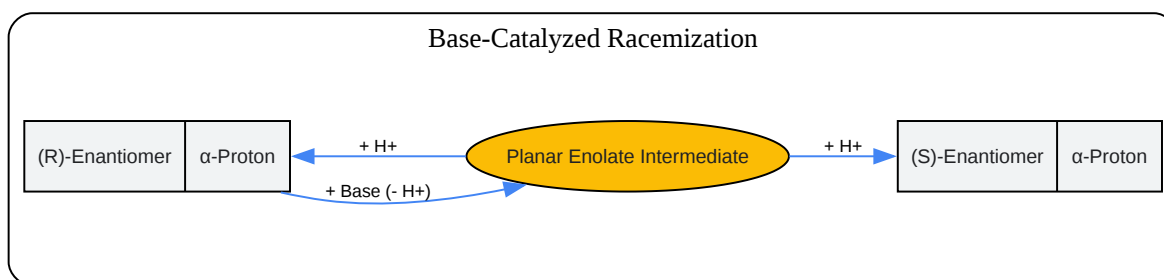 Base-Catalyzed Racemization
(R)-Enantiomer
α-Proton
+ H+
+ Base (- H+)
Planar Enolate Intermediate
+ H+
(S)-Enantiomer
α-Proton